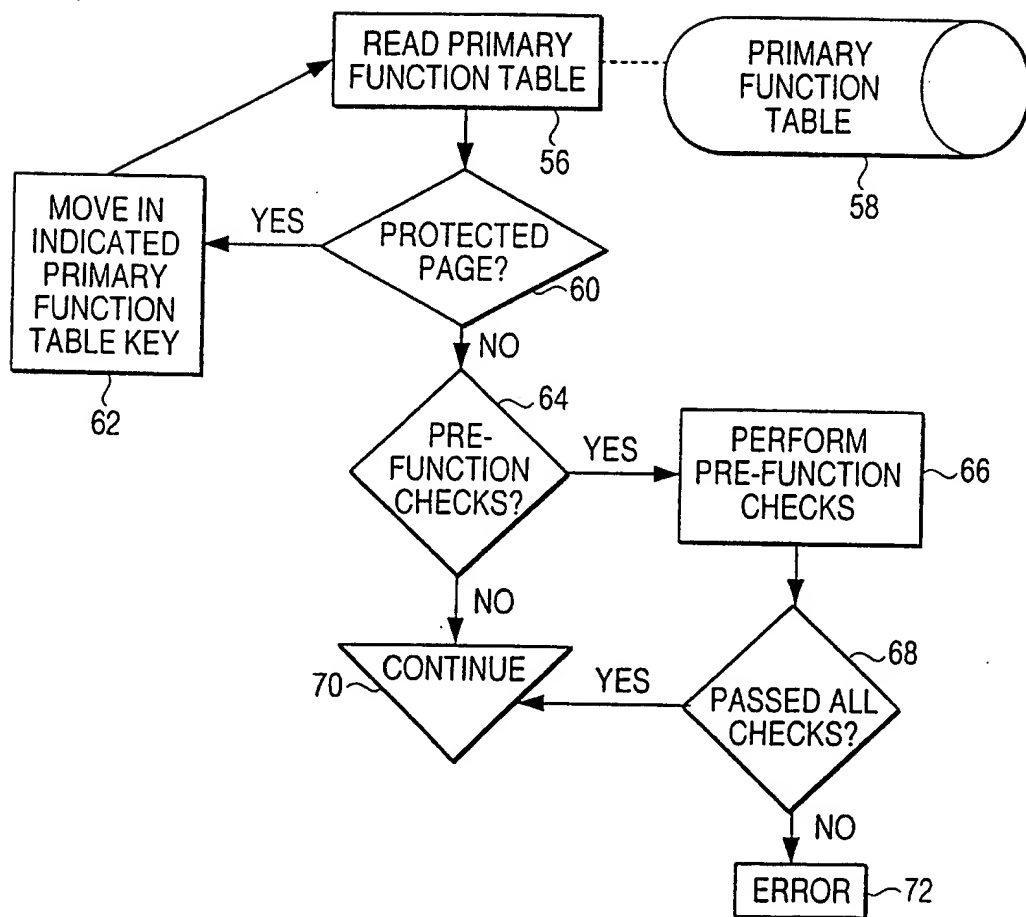 READ PRIMARY
FUNCTION TABLE
56
PRIMARY
FUNCTION
TABLE
58
MOVE IN
INDICATED
PRIMARY
FUNCTION
TABLE KEY
62
YES
PROTECTED
PAGE?
60
NO
PRE-
FUNCTION
CHECKS?
64
YES
PERFORM
PRE-FUNCTION
CHECKS
66
NO
CONTINUE
70
YES
PASSED ALL
CHECKS?
68
NO
ERROR
72